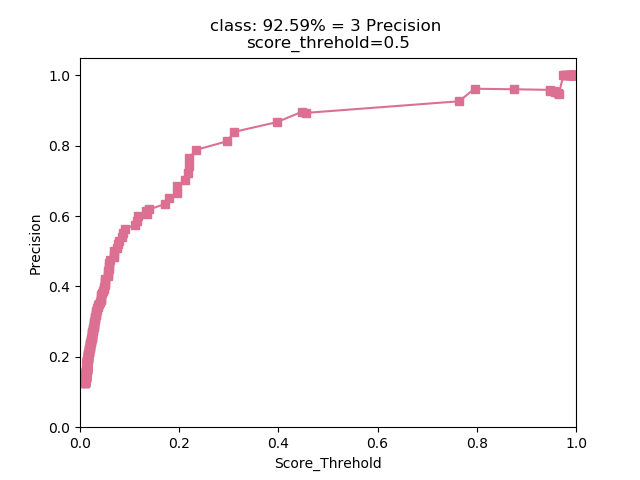 class: 92.59% = 3 Precision
score_threhold=0.5
1.0
0.8
0.6
0.4
0.2
0.0
Precision
0.0 0.2 0.4 0.6 0.8 1.0
Score_Threhold